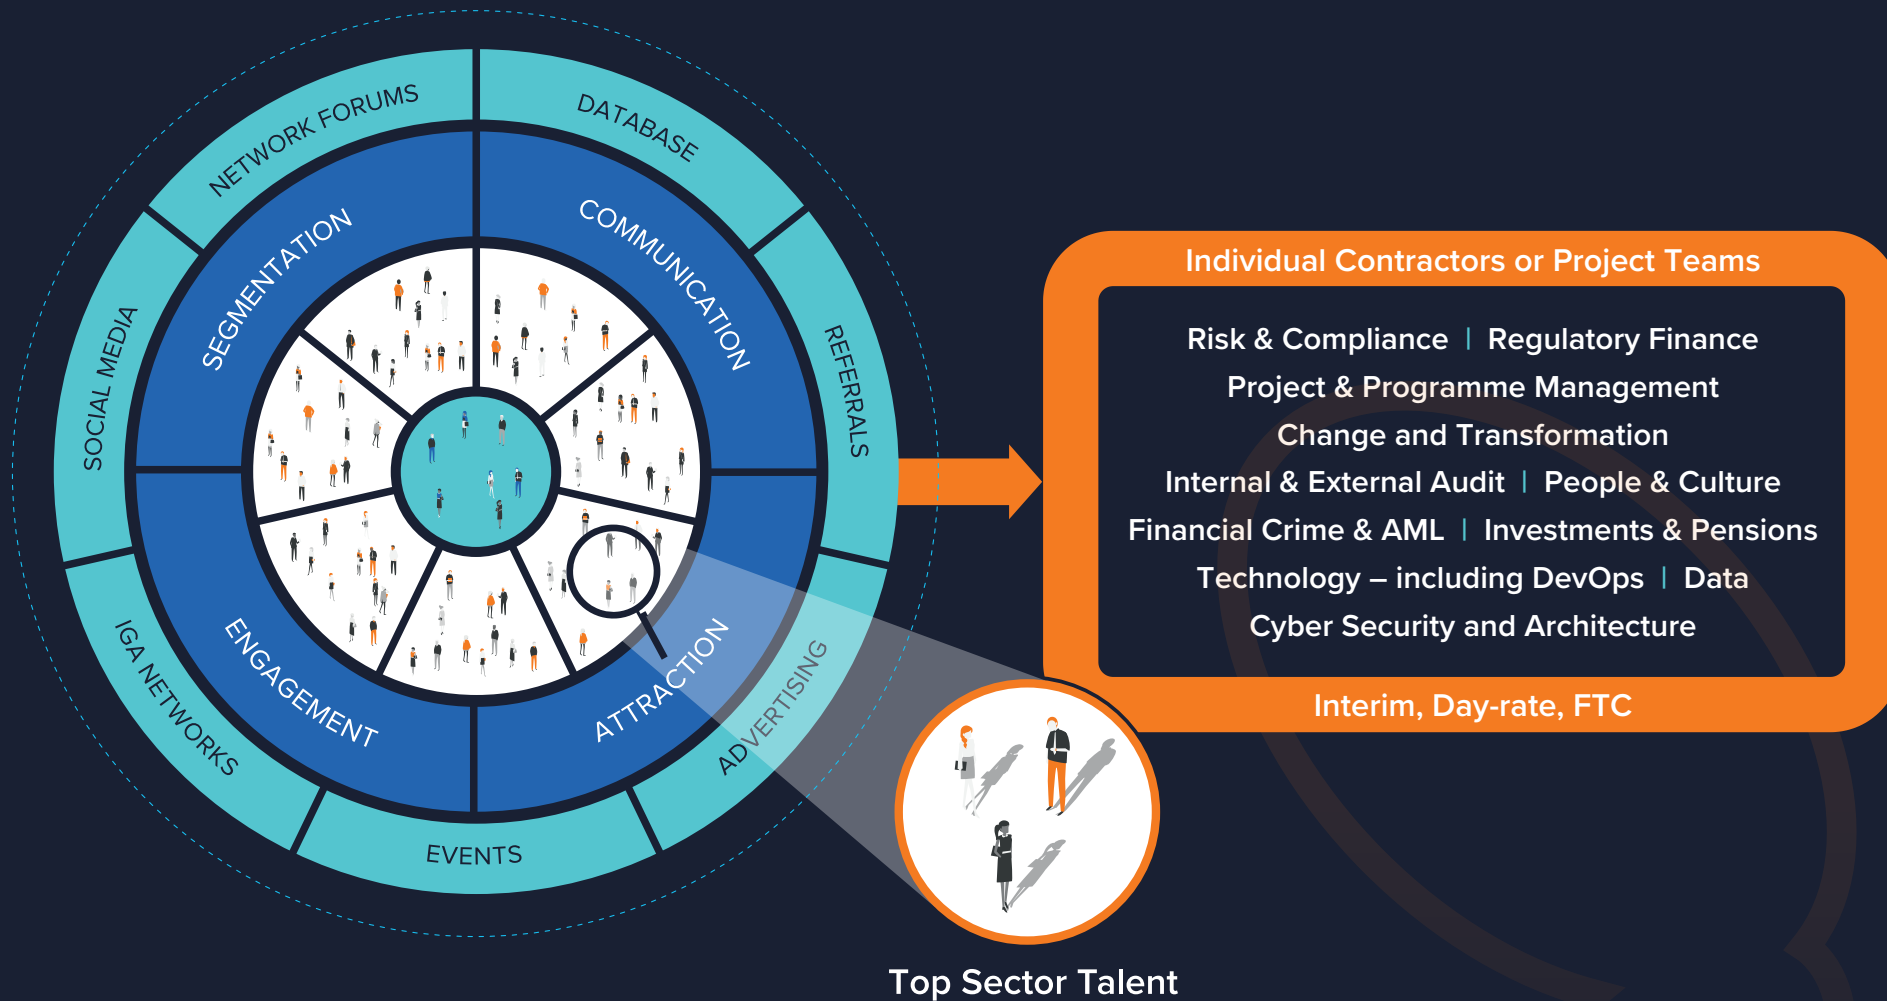 NETWORK FORUMS
DATABASE
REFERRALS
ADVERTISING
EVENTS
IGA NETWORKS
SOCIAL MEDIA
SEGMENTATION
COMMUNICATION
ATTRACTION
ENGAGEMENT
Individual Contractors or Project Teams
Risk & Compliance | Regulatory Finance
Project & Programme Management
Change and Transformation
Internal & External Audit | People & Culture
Financial Crime & AML | Investments & Pensions
Technology – including DevOps | Data
Cyber Security and Architecture
Interim, Day-rate, FTC
Top Sector Talent